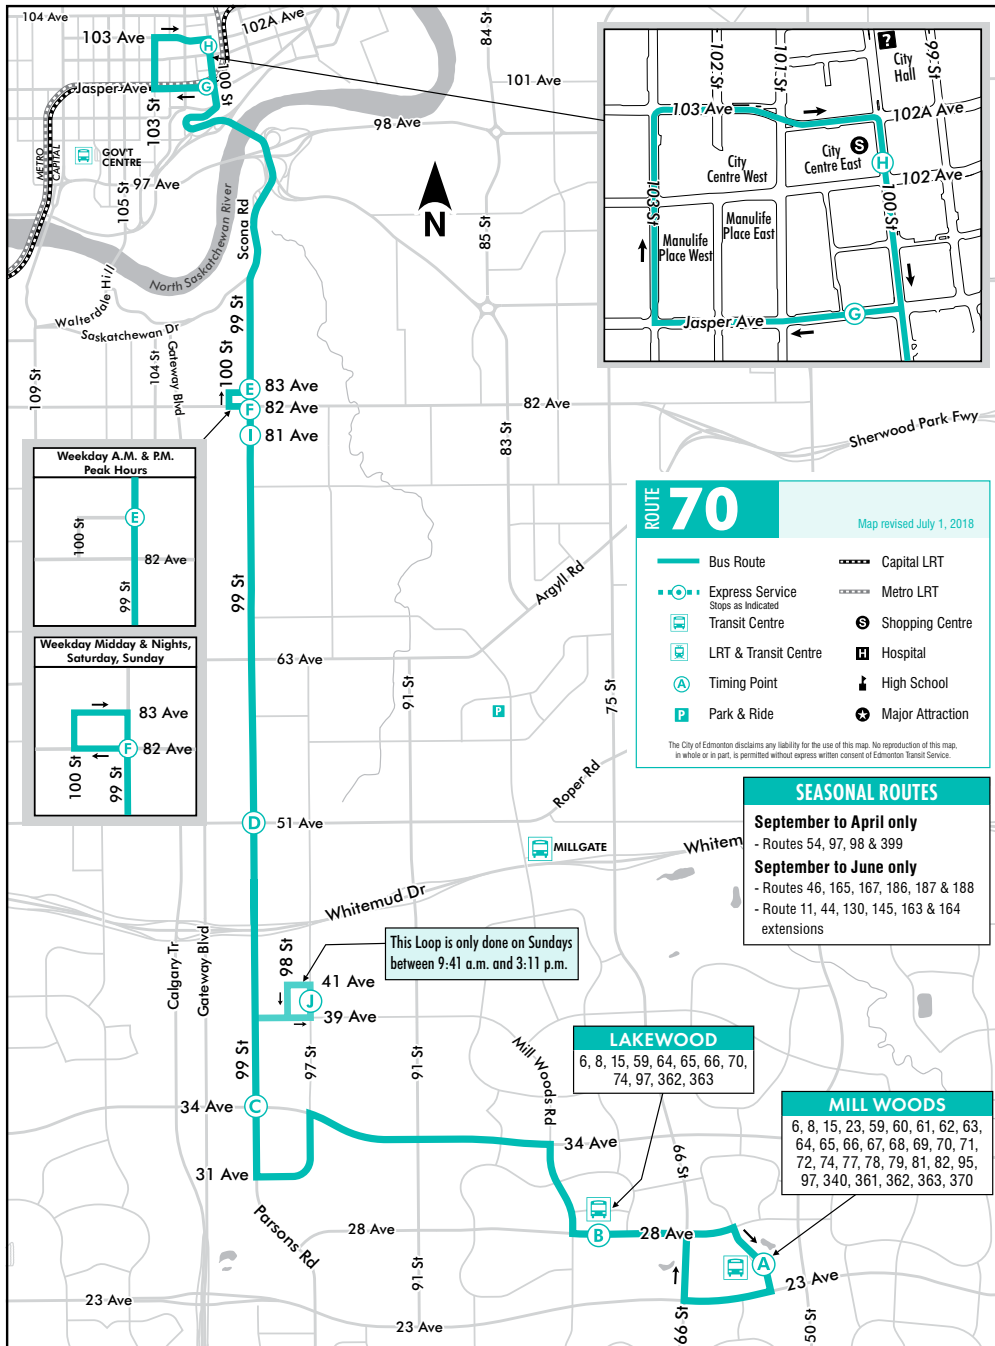 104 Ave
103 Ave
102A Ave
84 St
H
100 St
G
Jasper Ave
103 St
101 Ave
98 Ave
METRO
CAPITAL
GOV'T
CENTRE
97 Ave
105 St
North Saskatchewan River
Scona Rd
N
85 St
Walterdale Hill
Saskatchewan Dr
99 St
109 St
104 St
Gateway Blvd
100 St
E
83 Ave
F
82 Ave
I
81 Ave
82 Ave
83 St
Sherwood Park Fwy
102 St
101 St
?
City
Hall
99 St
103 Ave
102A Ave
City
Centre West
City
Centre East
S
H
102 Ave
103 St
100 St
Manulife
Place East
Manulife
Place West
Jasper Ave
G
Weekday A.M. & P.M.
Peak Hours
E
100 St
82 Ave
99 St
Weekday Midday & Nights,
Saturday, Sunday
83 Ave
F
82 Ave
100 St
99 St
99 St
Argyll Rd
63 Ave
91 St
75 St
P
Roper Rd
D
51 Ave
MILLGATE
Whitemud Dr
Whitem
ROUTE
70
Map revised July 1, 2018
Bus Route
Capital LRT
Express Service
Stops as Indicated
Metro LRT
Transit Centre
S
Shopping Centre
LRT & Transit Centre
H
Hospital
A
Timing Point
High School
P
Park & Ride
Major Attraction
The City of Edmonton disclaims any liability for the use of this map. No reproduction of this map,
in whole or in part, is permitted without express written consent of Edmonton Transit Service.
SEASONAL ROUTES
September to April only
- Routes 54, 97, 98 & 399
September to June only
- Routes 46, 165, 167, 186, 187 & 188
- Route 11, 44, 130, 145, 163 & 164
extensions
Calgary Tr
Gateway Blvd
98 St
This Loop is only done on Sundays
between 9:41 a.m. and 3:11 p.m.
41 Ave
J
39 Ave
99 St
97 St
91 St
Mill Woods Rd
LAKEWOOD
6, 8, 15, 59, 64, 65, 66, 70,
74, 97, 362, 363
MILL WOODS
6, 8, 15, 23, 59, 60, 61, 62, 63,
64, 65, 66, 67, 68, 69, 70, 71,
72, 74, 77, 78, 79, 81, 82, 95,
97, 340, 361, 362, 363, 370
34 Ave
C
34 Ave
66 St
31 Ave
Parsons Rd
28 Ave
B
28 Ave
A
91 St
23 Ave
23 Ave
23 Ave
66 St
50 St